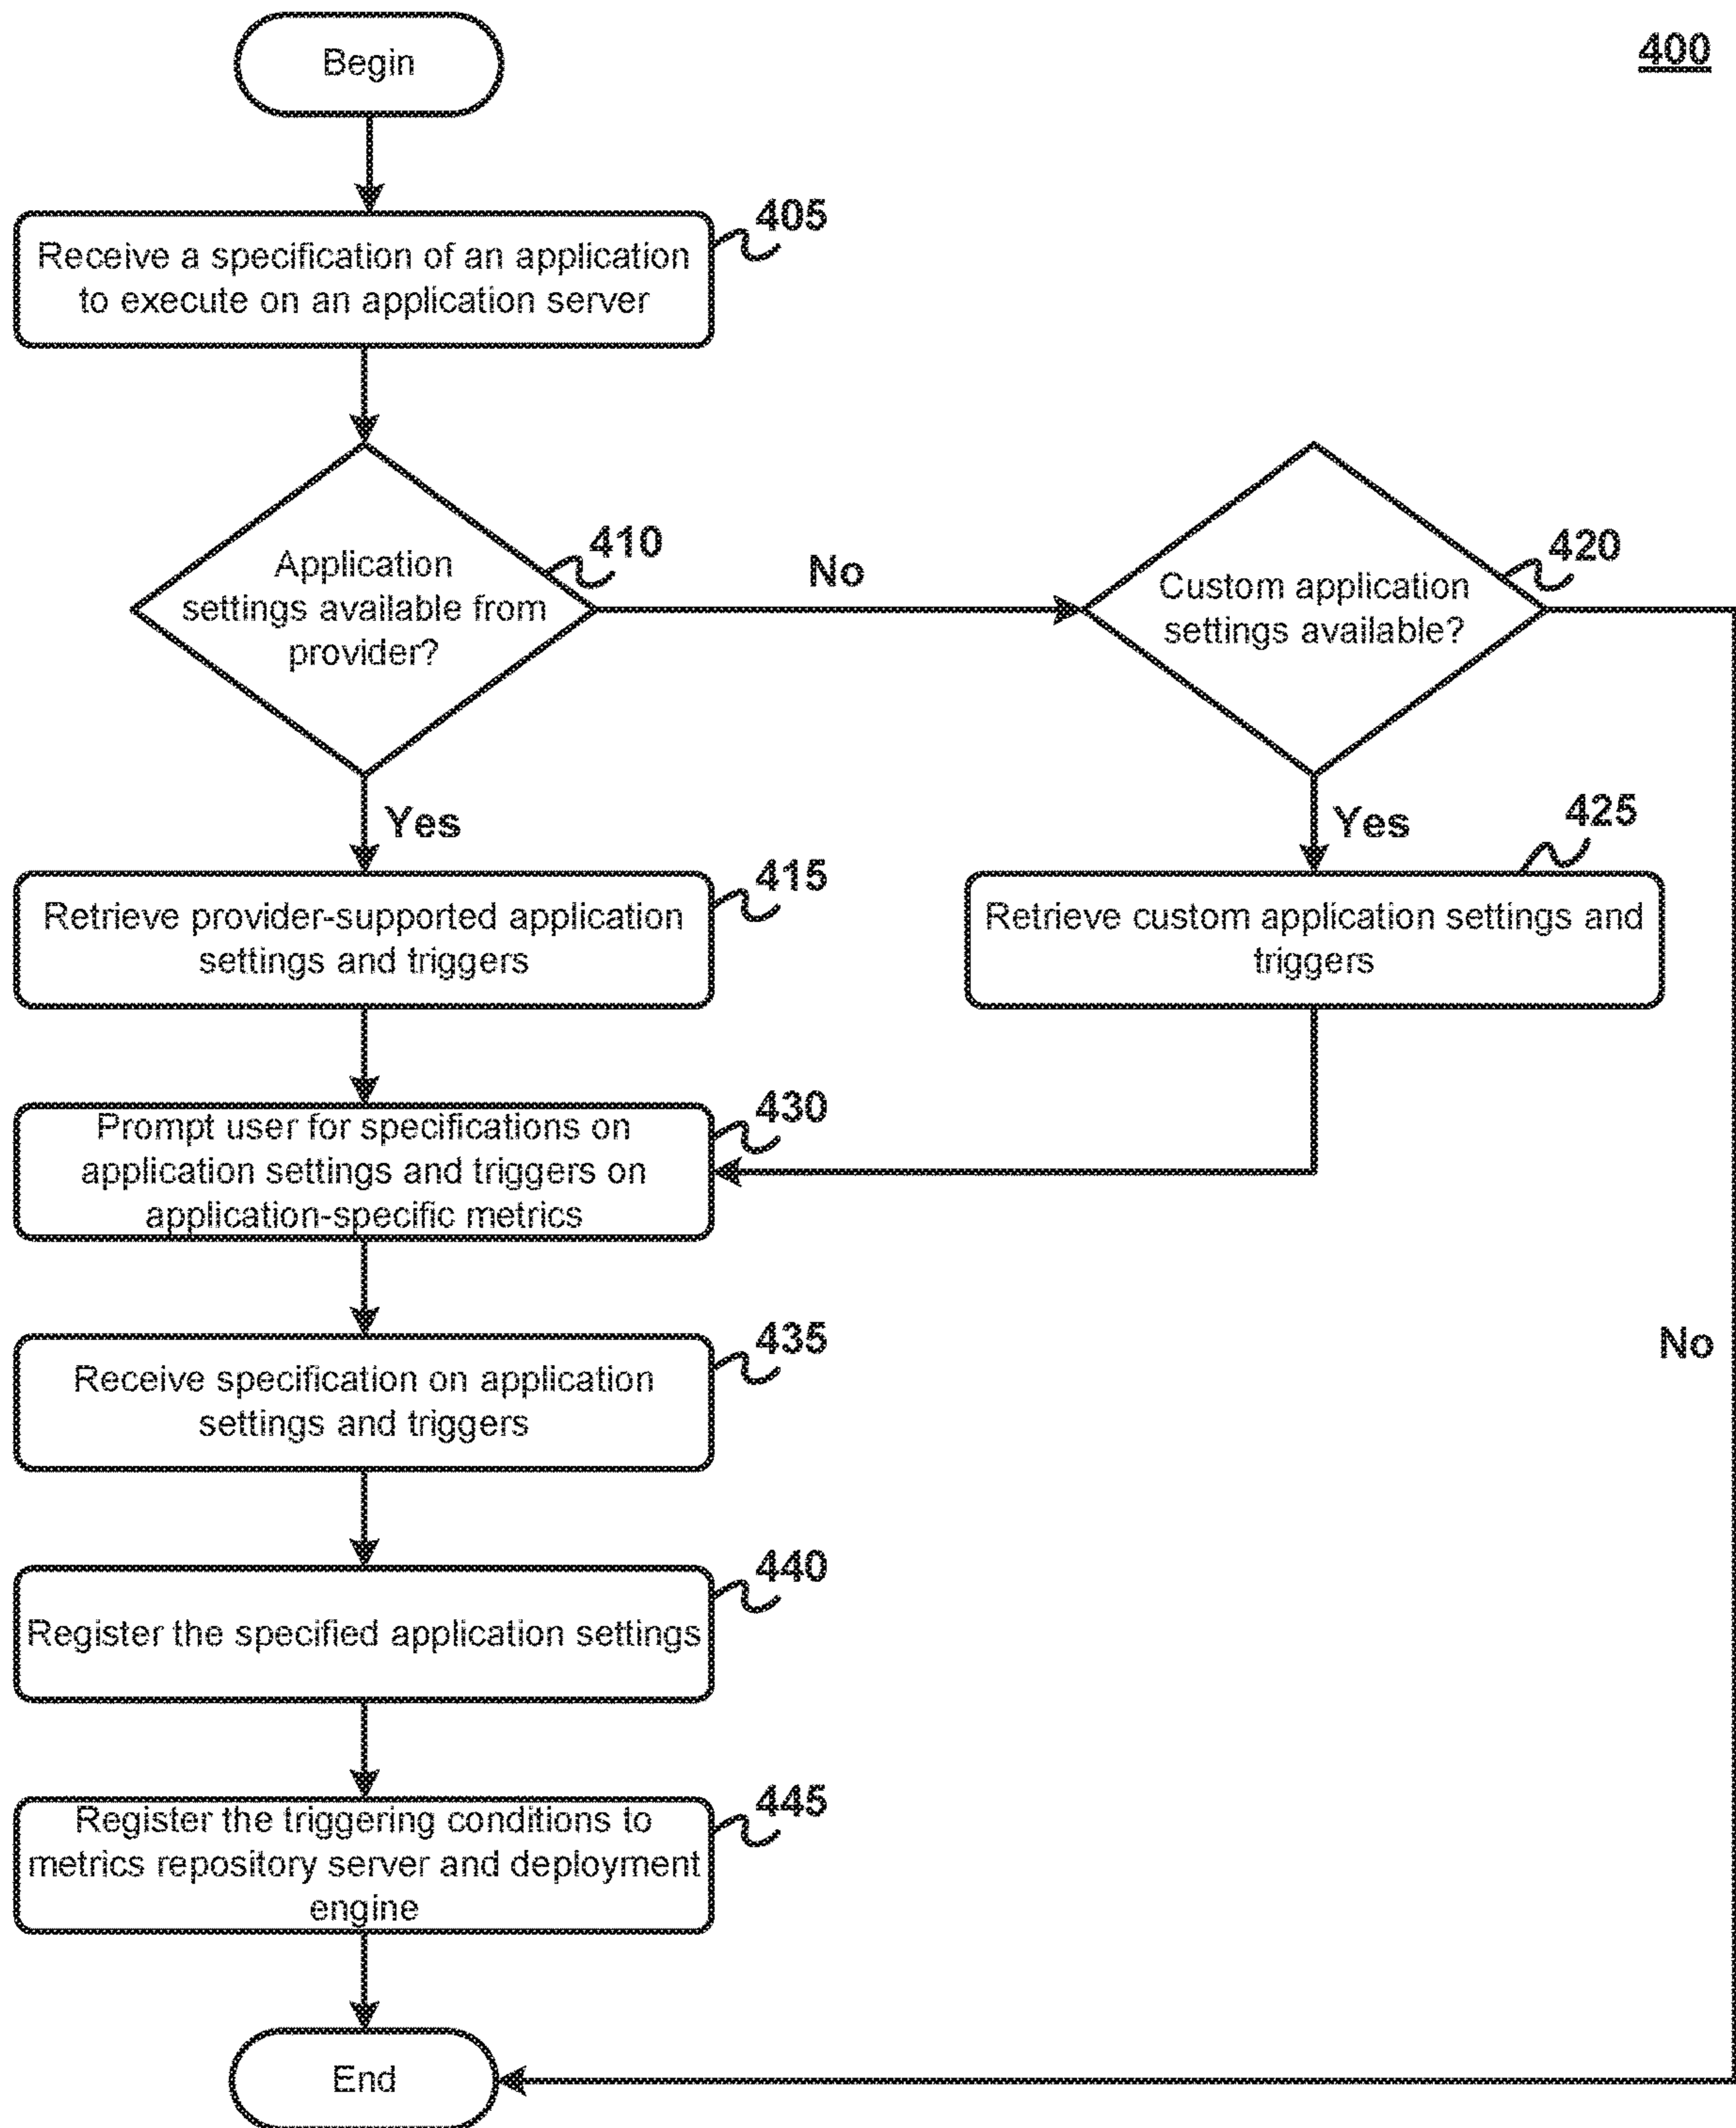 Begin
400
405
Receive a specification of an application
to execute on an application server
410
Application
settings available from
provider?
No
420
Custom application
settings available?
Yes
Yes
425
415
Retrieve provider-supported application
settings and triggers
Retrieve custom application settings and
triggers
430
Prompt user for specifications on
application settings and triggers on
application-specific metrics
435
Receive specification on application
settings and triggers
No
440
Register the specified application settings
445
Register the triggering conditions to
metrics repository server and deployment
engine
End